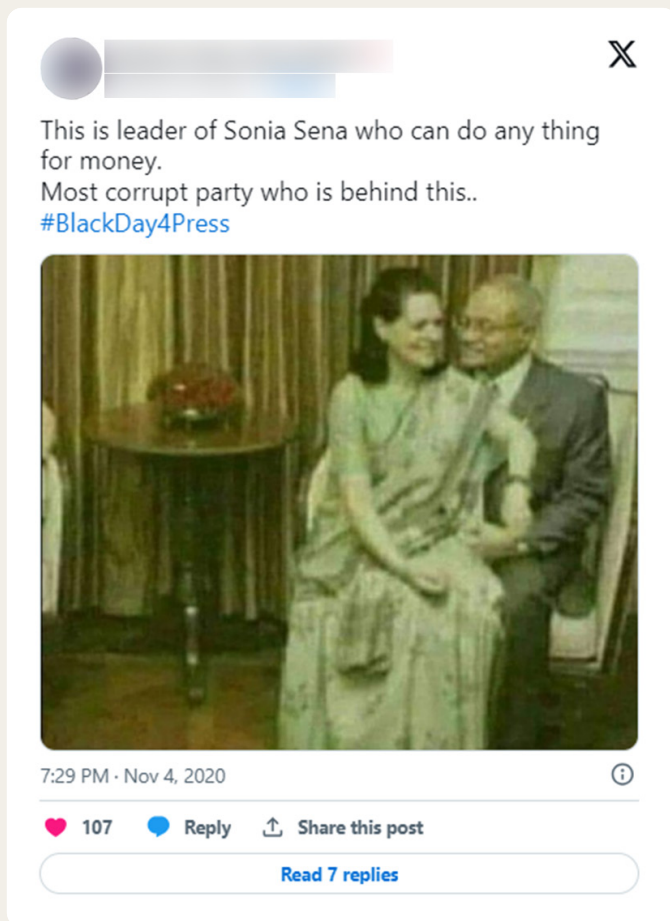 This is leader of Sonia Sena who can do any thing
for money.
Most corrupt party who is behind this..
#BlackDay4Press
7:29 PM · Nov 4, 2020
107 Reply Share this post
Read 7 replies